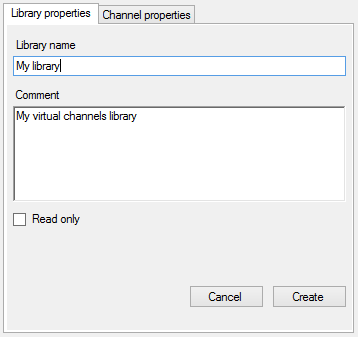 Library properties Channel properties
Library name
My library
Comment
My virtual channels library
Read only
Cancel Create